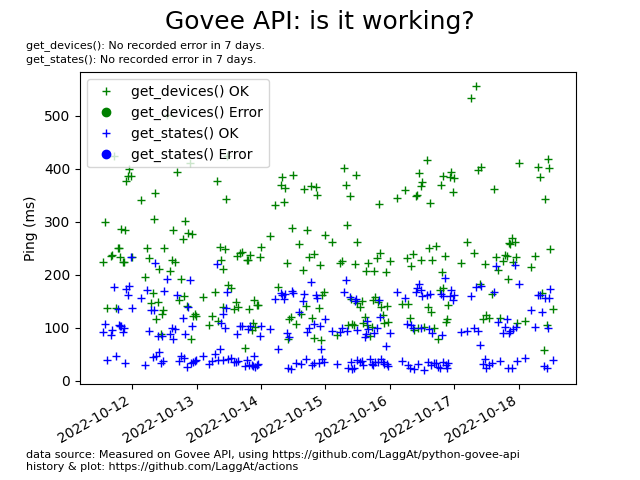 Govee API: is it working?
get_devices(): No recorded error in 7 days.
get_states(): No recorded error in 7 days.
get_devices() OK
get_devices() Error
get_states() OK
get_states() Error
500
400
300
200
100
0
Ping (ms)
2022-10-12
2022-10-13
2022-10-14
2022-10-15
2022-10-16
2022-10-17
2022-10-18
data source: Measured on Govee API, using https://github.com/LaggAt/python-govee-api
history & plot: https://github.com/LaggAt/actions